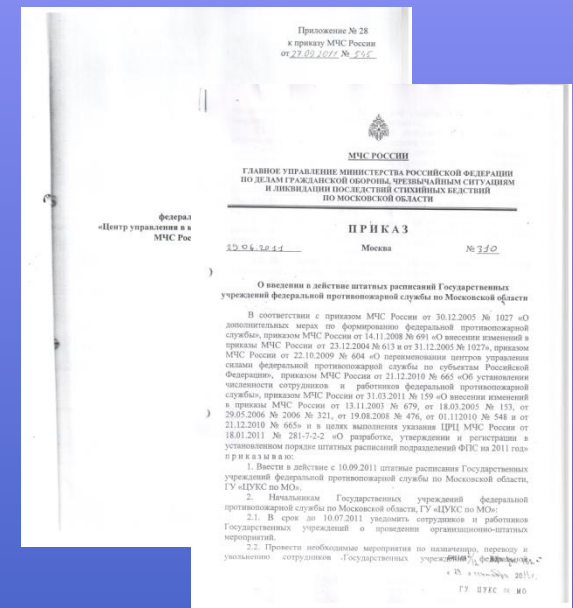 Приложение № 28
к приказу МЧС России
от 27.09.2011 № 545
федерал
«Центр управления в к
МЧС Рос
МЧС РОССИИ
ГЛАВНОЕ УПРАВЛЕНИЕ МИНИСТЕРСТВА РОССИЙСКОЙ ФЕДЕРАЦИИ
ПО ДЕЛАМ ГРАЖДАНСКОЙ ОБОРОНЫ, ЧРЕЗВЫЧАЙНЫМ СИТУАЦИЯМ
И ЛИКВИДАЦИИ ПОСЛЕДСТВИЙ СТИХИЙНЫХ БЕДСТВИЙ
ПО МОСКОВСКОЙ ОБЛАСТИ
ПРИКАЗ
29.06.2011 Москва № 310
О введении в действие штатных расписаний Государственных
учреждений федеральной противопожарной службы по Московской области
В соответствии с приказом МЧС России от 30.12.2005 № 1027 «О
дополнительных мерах по формированию федеральной противопожарной
службы», приказом МЧС России от 14.11.2008 № 691 «О внесении изменений в
приказы МЧС России от 23.12.2004 № 613 и от 31.12.2005 № 1027», приказом
МЧС России от 22.10.2009 № 604 «О переименовании центров управления
силами федеральной противопожарной службы по субъектам Российской
Федерации», приказом МЧС России от 21.12.2010 № 665 «Об установлении
численности сотрудников и работников федеральной противопожарной
службы», приказом МЧС России от 31.03.2011 № 159 «О внесении изменений
в приказы МЧС России от 13.11.2003 № 679, от 18.03.2005 № 153, от
29.05.2006 № 2006 № 321, от 19.08.2008 № 476, от 01.112010 № 548 и от
21.12.2010 № 665» и в целях выполнения указания ЦРЦ МЧС России от
18.01.2011 № 281-7-2-2 «О разработке, утверждении и регистрации в
установленном порядке штатных расписаний подразделений ФПС на 2011 год»
п р и к а з ы в а ю:
1. Ввести в действие с 10.09.2011 штатные расписания Государственных
учреждений федеральной противопожарной службы по Московской области,
ГУ «ЦУКС по МО».
2. Начальникам Государственных учреждений федеральной
противопожарной службы по Московской области, ГУ «ЦУКС по МО»:
2.1. В срок до 10.07.2011 уведомить сотрудников и работников
Государственных учреждений о проведении организационно-штатных
мероприятий.
2.2. Провести необходимые мероприятия по назначению, переводу и
увольнению сотрудников Государственных учреждений федеральной
ГУ ЦУКС по МО